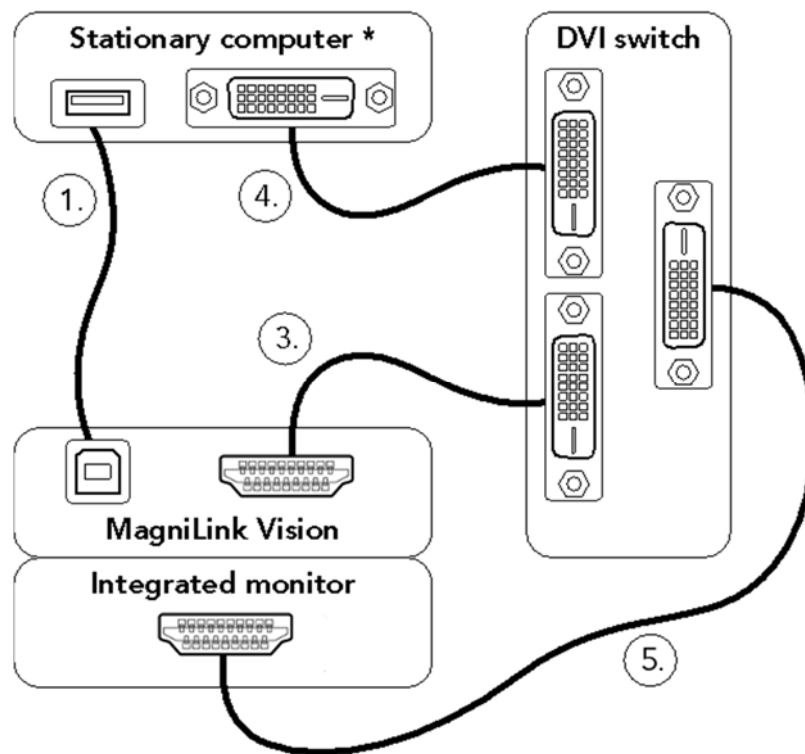 Stationary computer *
DVI switch
1.
4.
3.
MagniLink Vision
Integrated monitor
5.